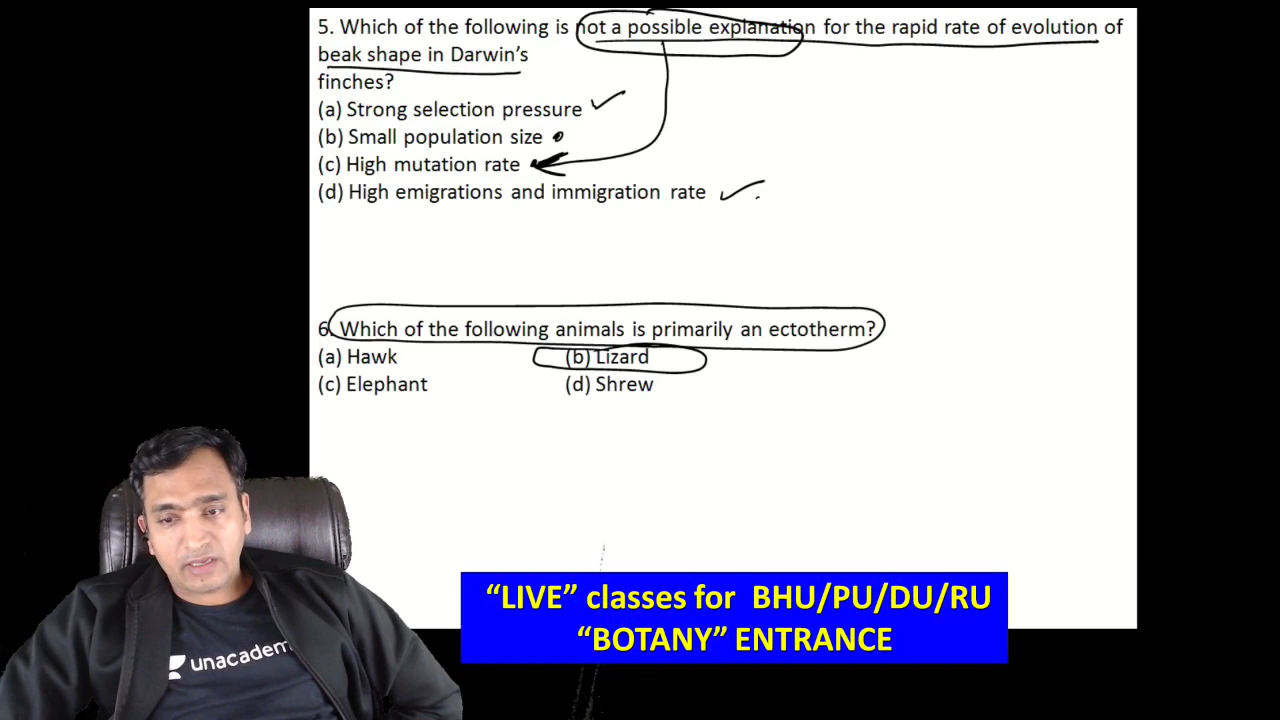 5. Which of the following is not a possible explanation for the rapid rate of evolution of
beak shape in Darwin's
finches?
(a) Strong selection pressure
(b) Small population size
(c) High mutation rate
(d) High emigrations and immigration rate
6. Which of the following animals is primarily an ectotherm?
(a) Hawk (b) Lizard
(c) Elephant (d) Shrew
unacadem
“LIVE” classes for BHU/PU/DU/RU
“BOTANY” ENTRANCE